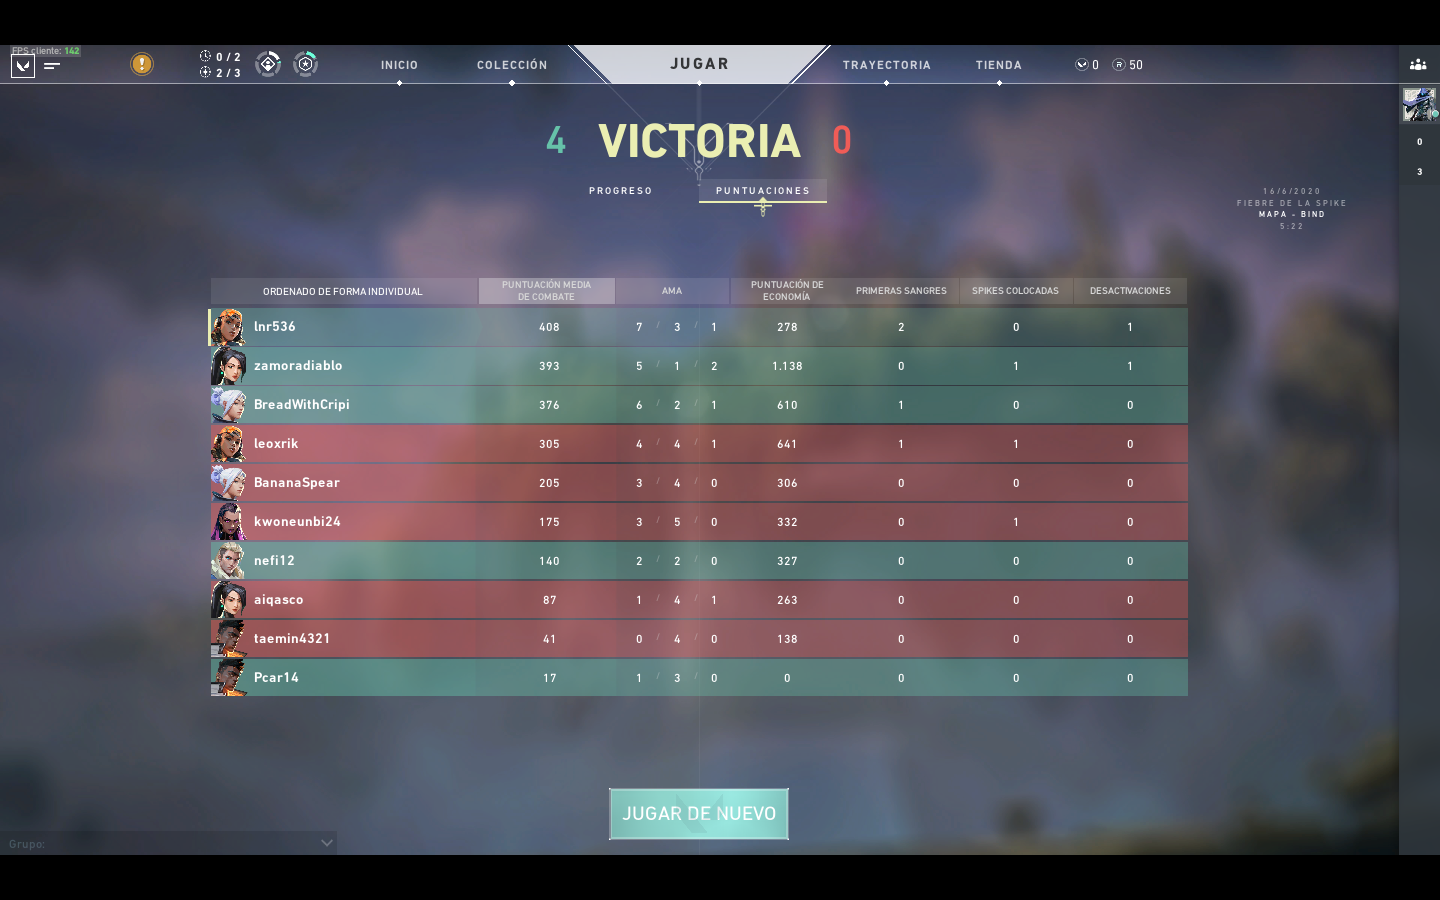 FPS cliente: 142
0 / 2
2 / 3
INICIO
COLECCIÓN
JUGAR
TRAYECTORIA
TIENDA
0
50
4 VICTORIA 0
0
3
PROGRESO
PUNTUACIONES
16/6/2020
FIEBRE DE LA SPIKE
MAPA - BIND
5:22
ORDENADO DE FORMA INDIVIDUAL
PUNTUACIÓN MEDIA
DE COMBATE
AMA
PUNTUACIÓN DE
ECONOMÍA
PRIMERAS SANGRES
SPIKES COLOCADAS
DESACTIVACIONES
lnr536 408 7 / 3 / 1 278 2 0 1
zamoradiablo 393 5 / 1 / 2 1.138 0 1 1
BreadWithCripi 376 6 / 2 / 1 610 1 0 0
leoxrik 305 4 / 4 / 1 641 1 1 0
BananaSpear 205 3 / 4 / 0 306 0 0 0
kwoneunbi24 175 3 / 5 / 0 332 0 1 0
nefi12 140 2 / 2 / 0 327 0 0 0
aiqasco 87 1 / 4 / 1 263 0 0 0
taemin4321 41 0 / 4 / 0 138 0 0 0
Pcar14 17 1 / 3 / 0 0 0 0 0
JUGAR DE NUEVO
Grupo: